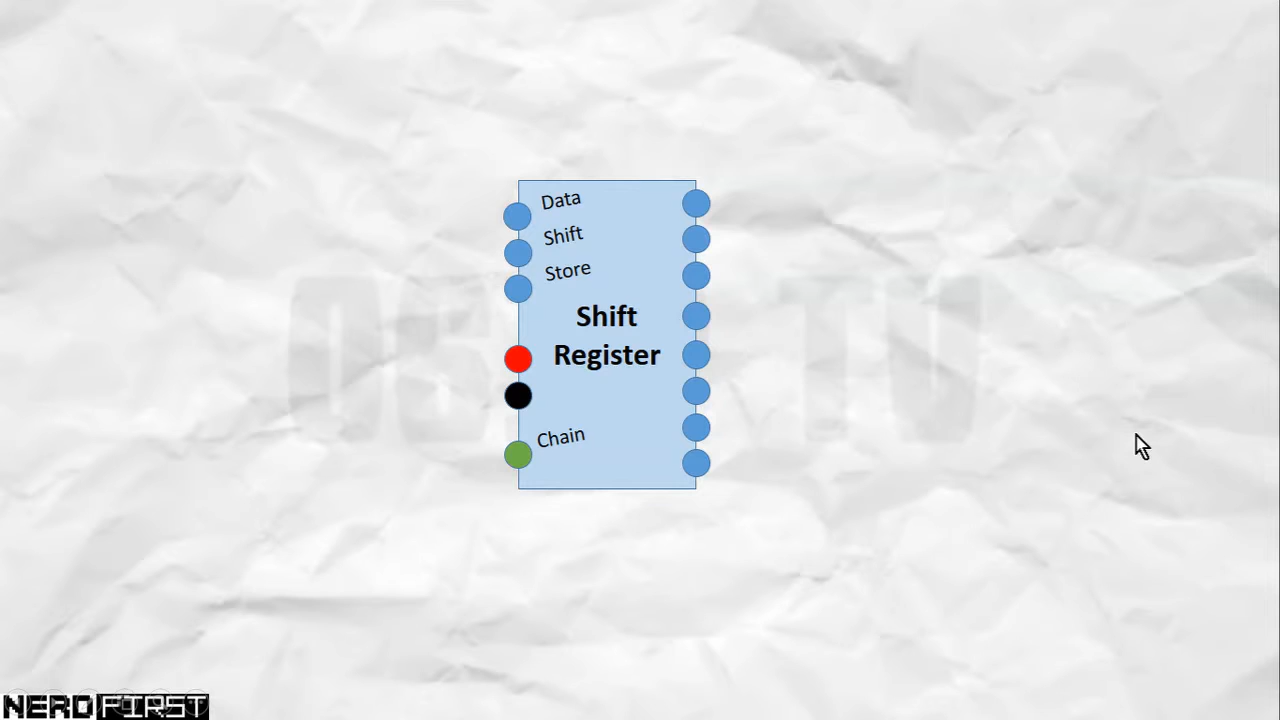 Data
Shift
Store
Shift
Register
Chain
NERDFIRST